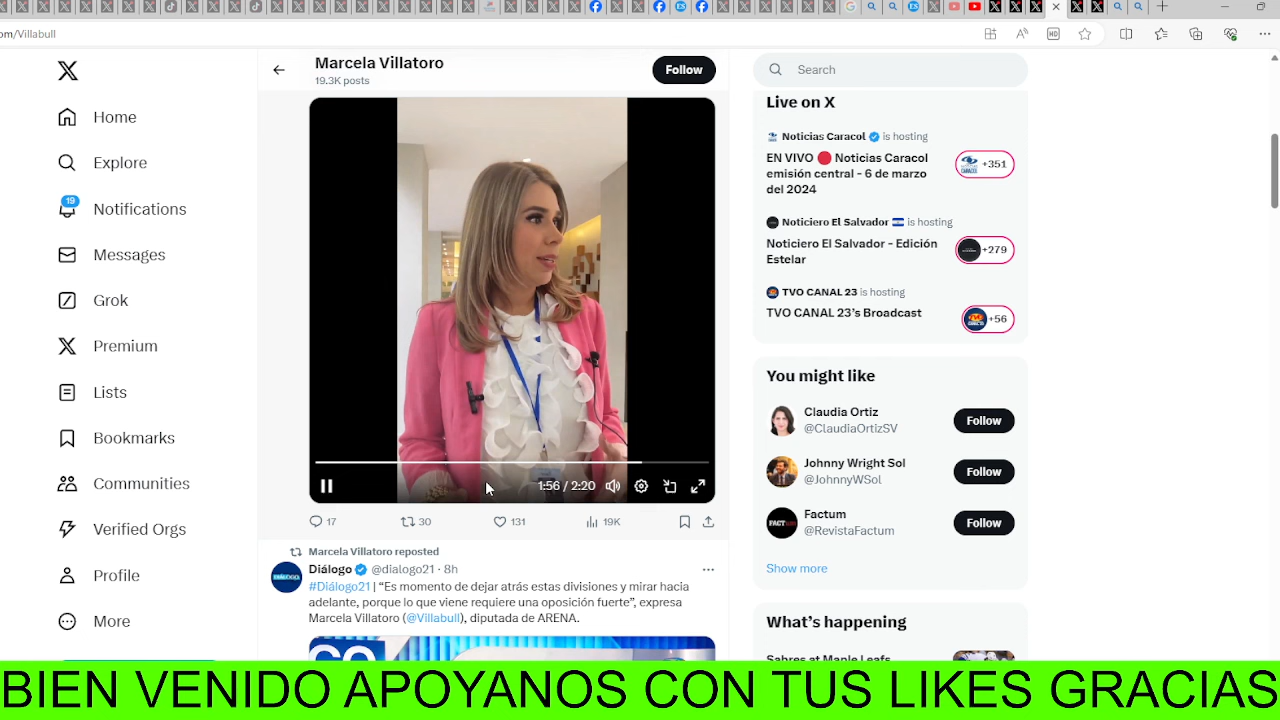 om/Villabull
HD
Home
Explore
19
Notifications
Messages
Grok
Premium
Lists
Bookmarks
Communities
Verified Orgs
Profile
More
Marcela Villatoro
19.3K posts
Follow
1:56 / 2:20
17
30
131
19K
Marcela Villatoro reposted
Diálogo @dialogo21 · 8h
#Diálogo21 | “Es momento de dejar atrás estas divisiones y mirar hacia
adelante, porque lo que viene requiere una oposición fuerte”, expresa
Marcela Villatoro (@Villabull), diputada de ARENA.
Search
Live on X
Noticias Caracol is hosting
EN VIVO 🔴 Noticias Caracol
emisión central - 6 de marzo
del 2024
+351
Noticiero El Salvador 🇸🇻 is hosting
Noticiero El Salvador - Edición
Estelar
+279
TVO CANAL 23 is hosting
TVO CANAL 23’s Broadcast
+56
You might like
Claudia Ortiz
@ClaudiaOrtizSV
Follow
Johnny Wright Sol
@JohnnyWSol
Follow
Factum
@RevistaFactum
Follow
Show more
What’s happening
Sabres at Maple Leafs
BIEN VENIDO APOYANOS CON TUS LIKES GRACIAS